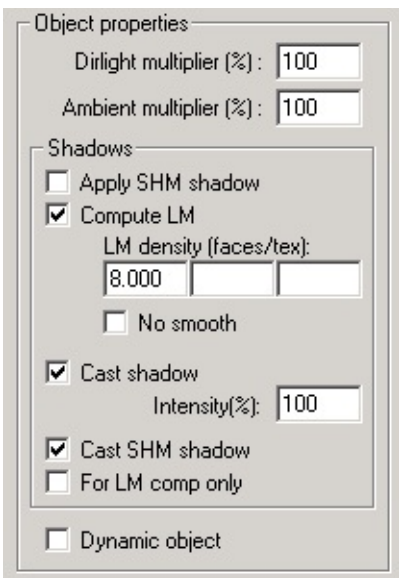 Object properties
Dirlight multiplier (%) : 100
Ambient multiplier (%) : 100
Shadows
Apply SHM shadow
Compute LM
LM density (faces/tex):
8.000
No smooth
Cast shadow
Intensity(%): 100
Cast SHM shadow
For LM comp only
Dynamic object